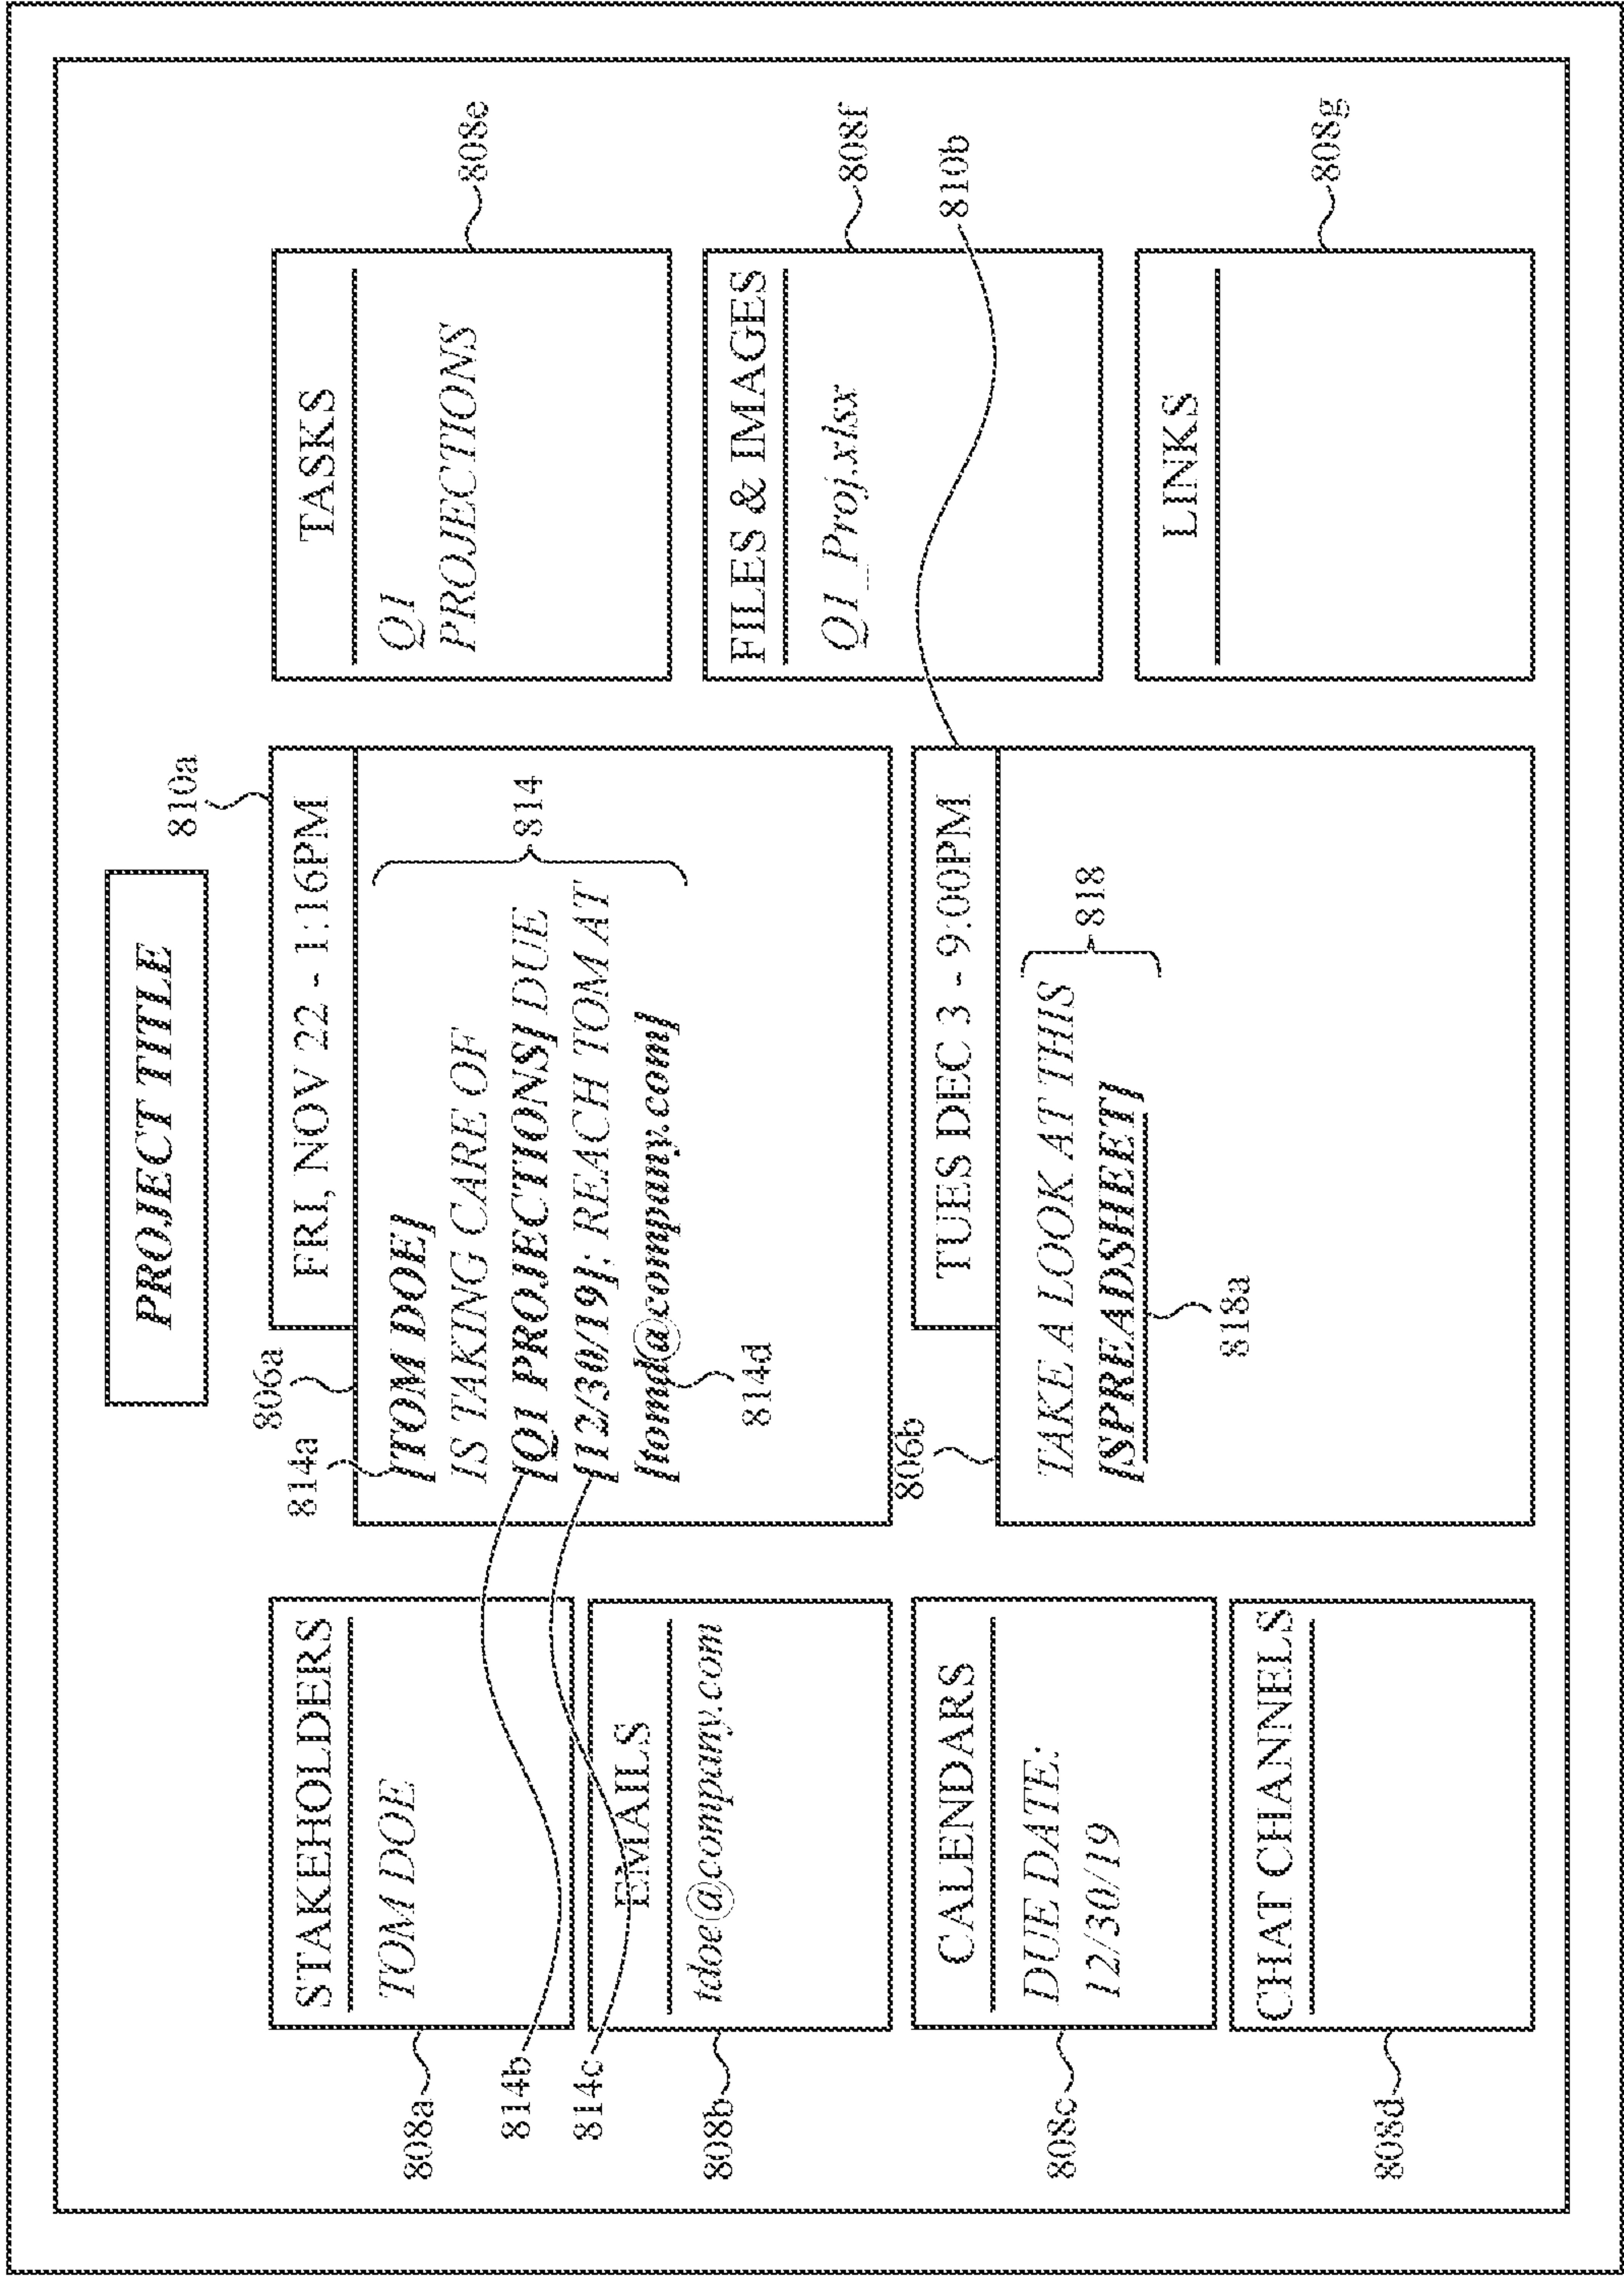 PROJECT TITLE
810a
806a
814a
FRI, NOV 22 - 1:16PM
[TOM DOE]
IS TAKING CARE OF
[Q1 PROJECTIONS] DUE
[12/30/19]; REACH TOM AT
[tomd@company.com]
814
814d
806b
TUES DEC 3 - 9:00PM
TAKE A LOOK AT THIS
[SPREADSHEET]
818
818a
STAKEHOLDERS
TOM DOE
808a
814b
814c
EMAILS
tdoe@company.com
808b
CALENDARS
DUE DATE:
12/30/19
808c
CHAT CHANNELS
808d
TASKS
Q1
PROJECTIONS
808e
FILES & IMAGES
Q1_Proj.xlsx
808f
810b
LINKS
808g